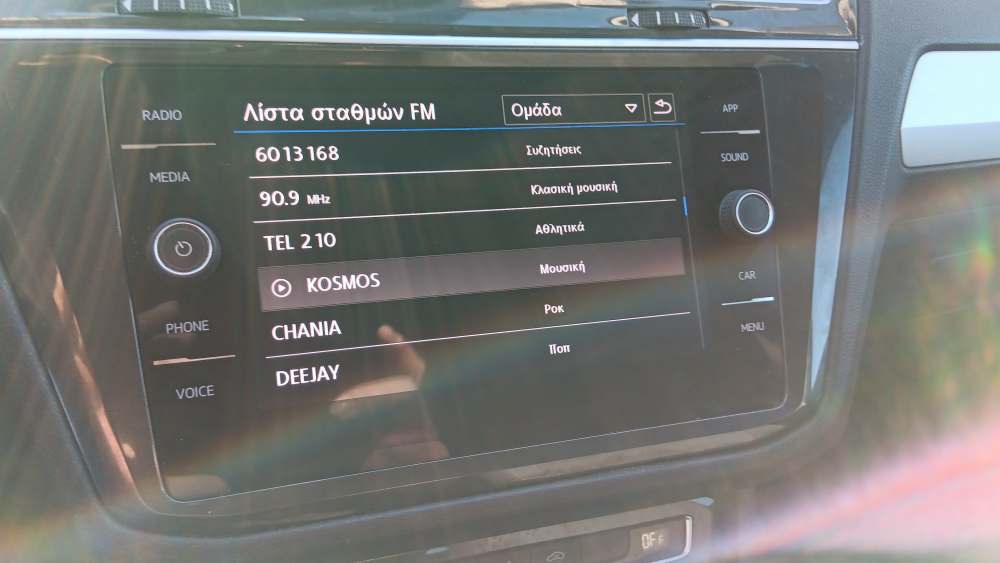 RADIO
MEDIA
PHONE
VOICE
Λίστα σταθμών FM
Ομάδα
6013168 Συζητήσεις
90.9 MHz Κλασική μουσική
TEL 210 Αθλητικά
KOSMOS Μουσική
CHANIA Ροκ
DEEJAY Ποπ
APP
SOUND
CAR
MENU
OFF